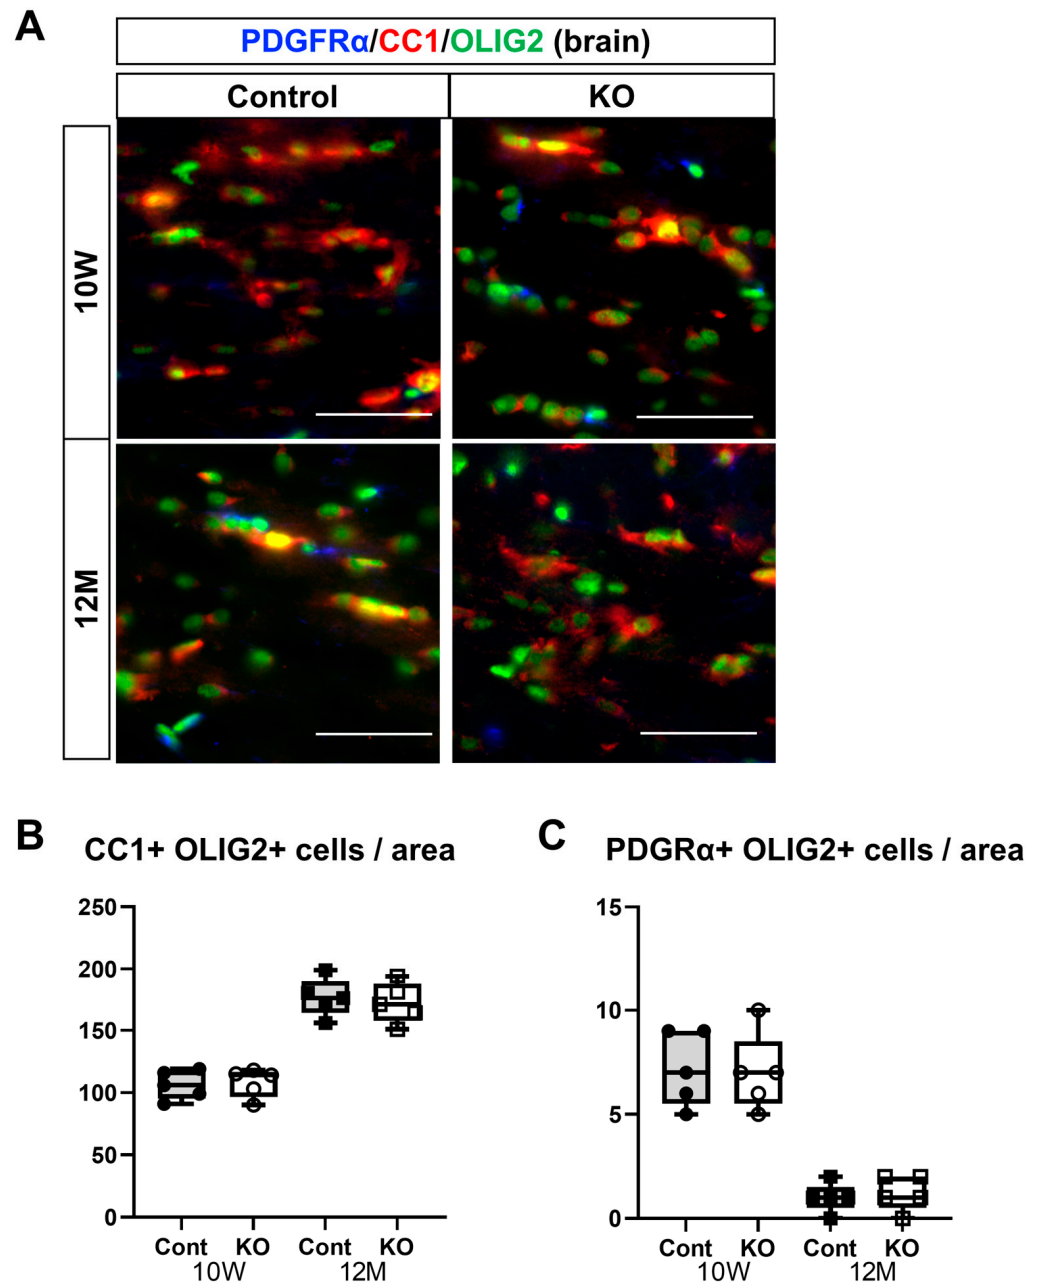 A
PDGFRα/CC1/OLIG2 (brain)
Control
KO
10W
12M
B
CC1+ OLIG2+ cells / area
250
200
150
100
50
0
Cont
KO
Cont
KO
10W
12M
C
PDGRα+ OLIG2+ cells / area
15
10
5
0
Cont
KO
Cont
KO
10W
12M